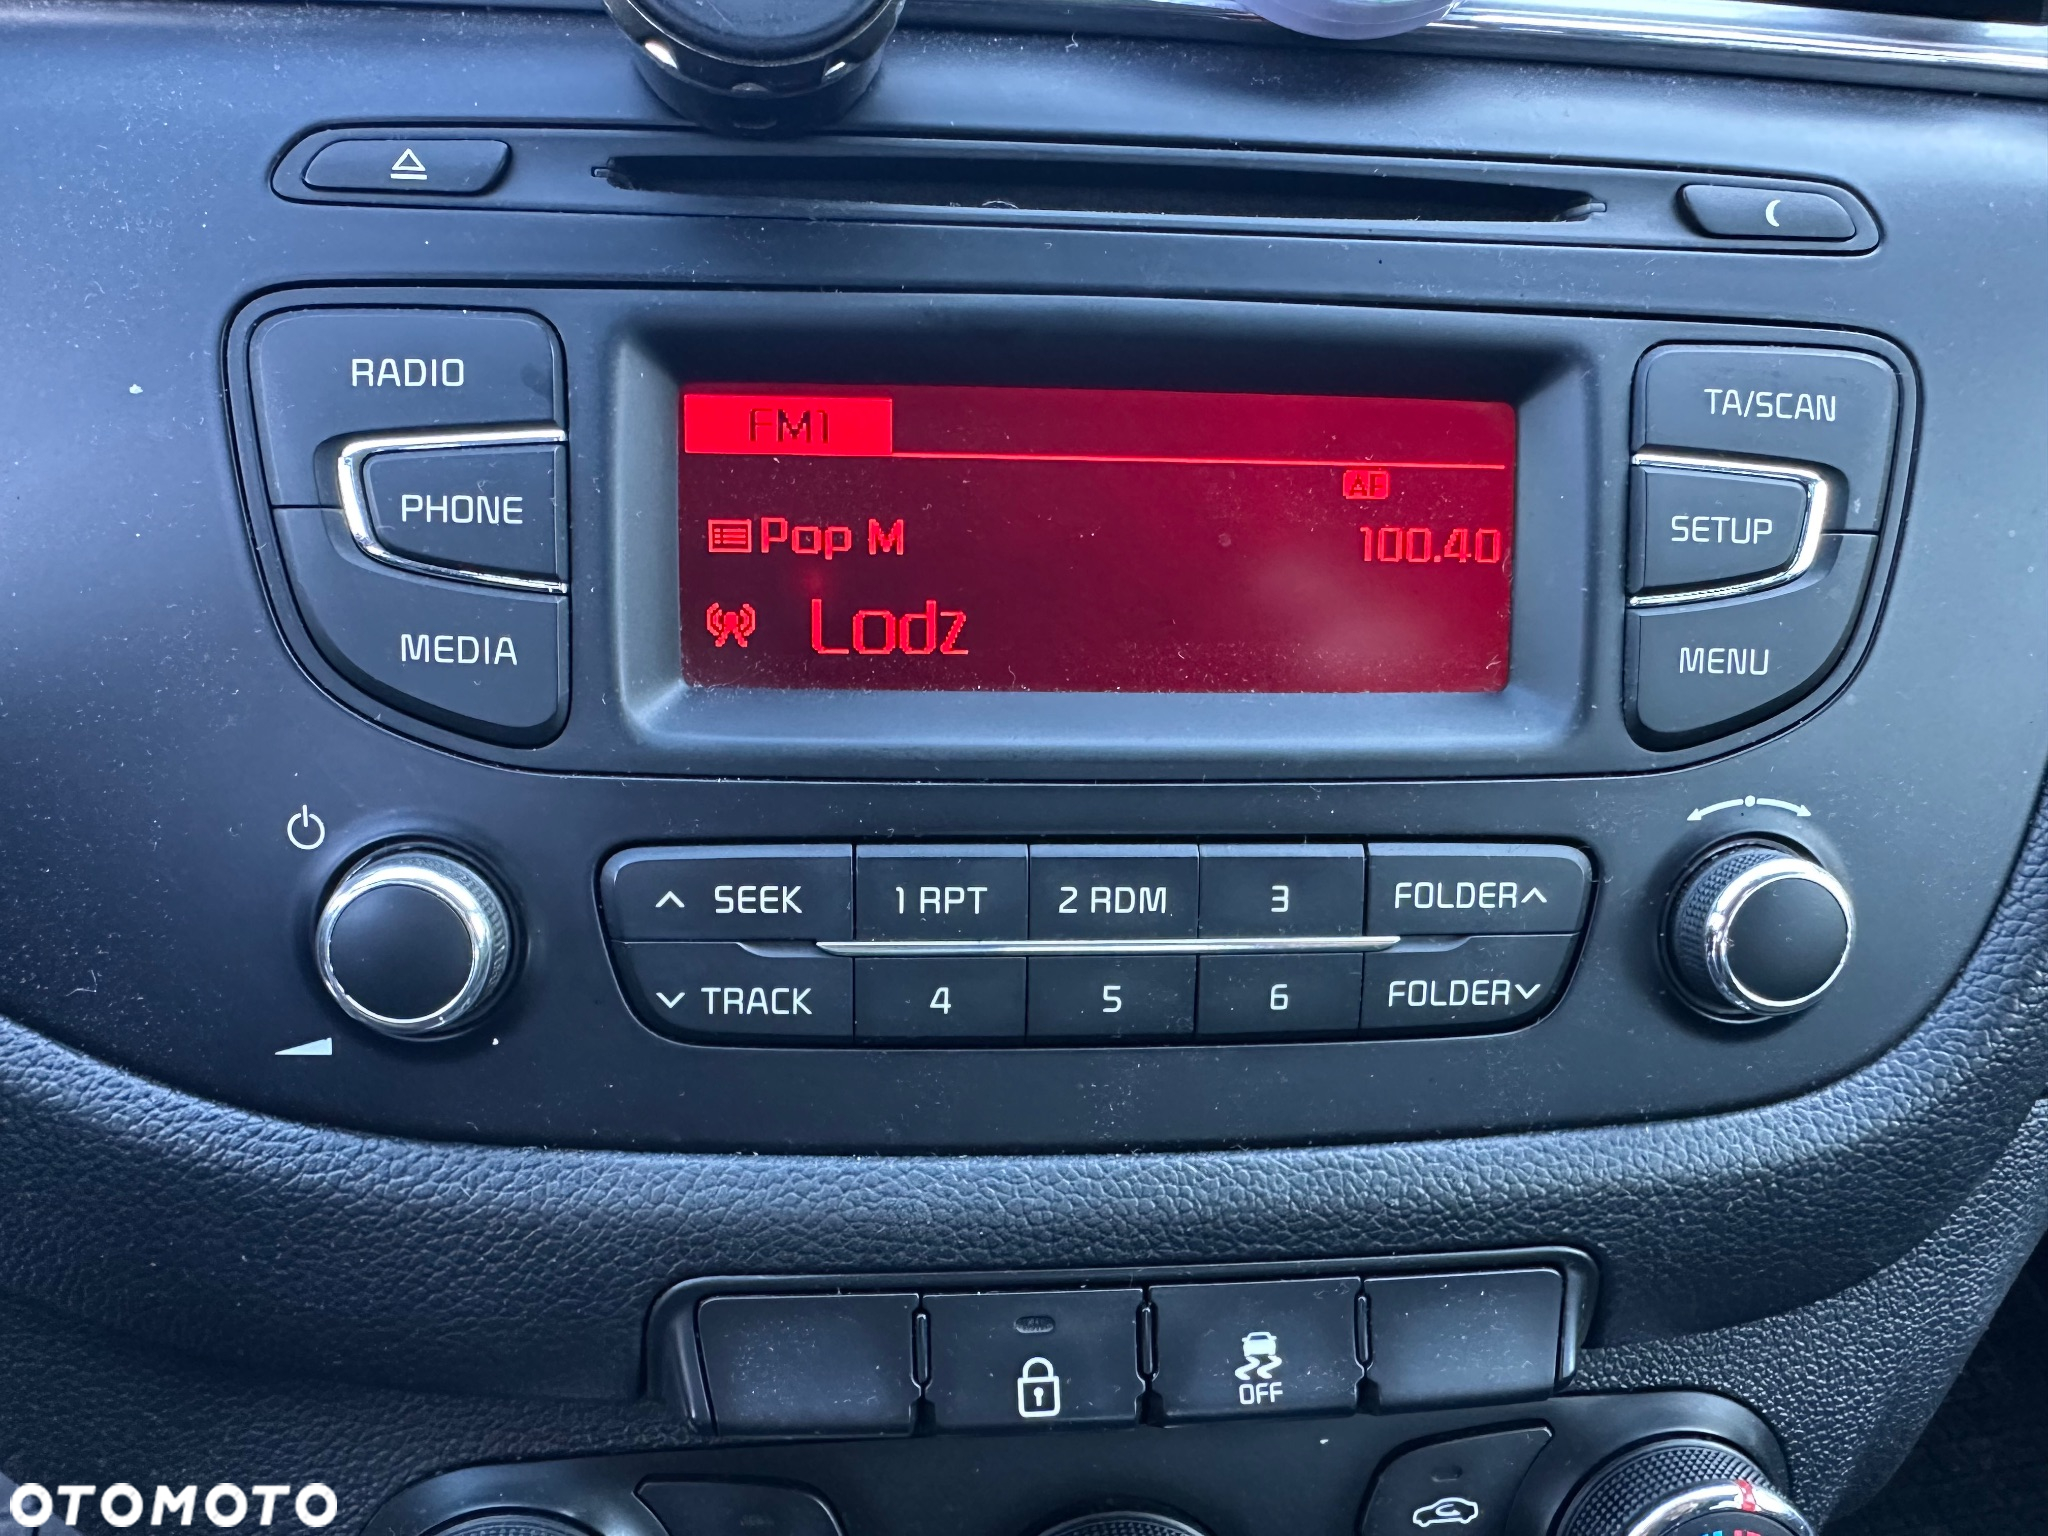 RADIO
PHONE
MEDIA
FM1
AF
Pop M
100.40
Lodz
TA/SCAN
SETUP
MENU
SEEK
1 RPT
2 RDM
3
FOLDER
TRACK
4
5
6
FOLDER
OFF
OTOMOTO